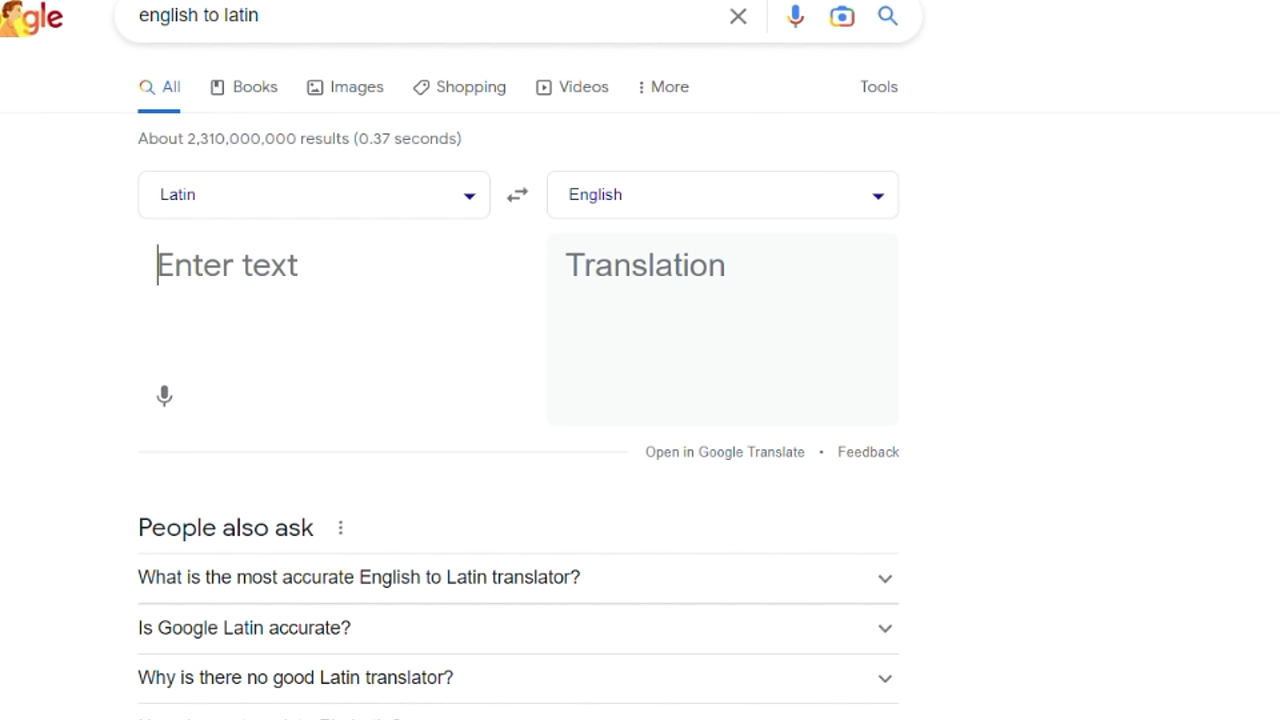 gle
english to latin
All Books Images Shopping Videos More Tools
About 2,310,000,000 results (0.37 seconds)
Latin English
Enter text Translation
Open in Google Translate • Feedback
People also ask
What is the most accurate English to Latin translator?
Is Google Latin accurate?
Why is there no good Latin translator?